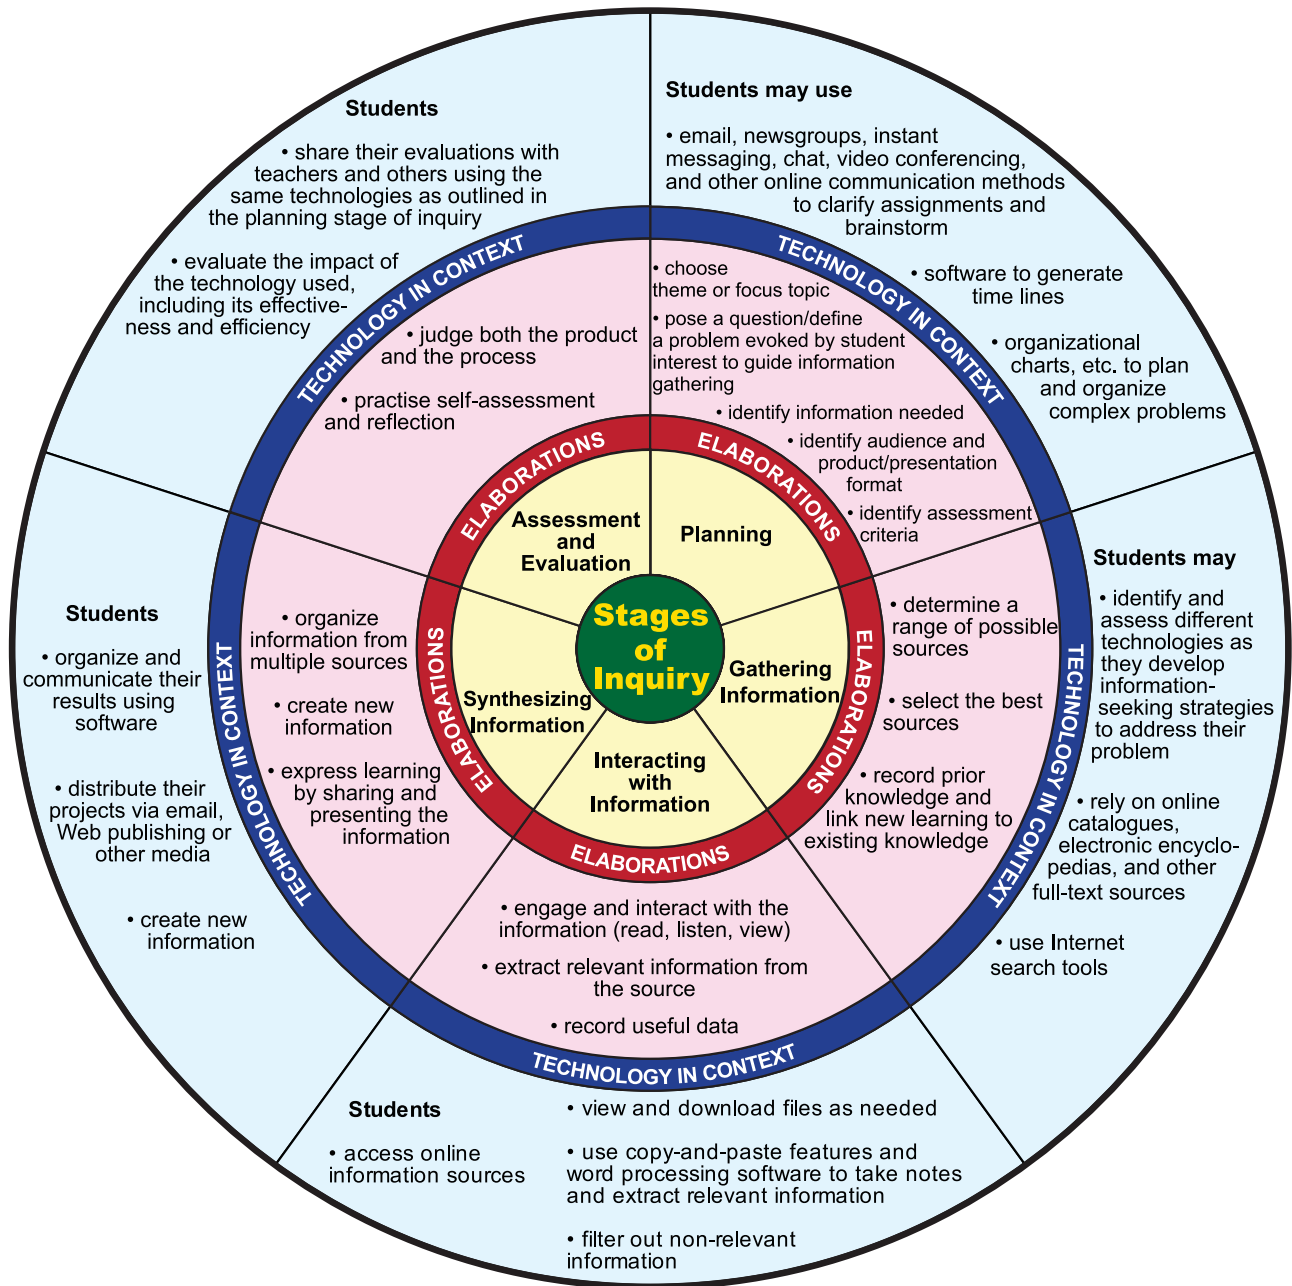 Stages
of
Inquiry
Planning
ELABORATIONS
• choose
theme or focus topic
• pose a question/define
a problem evoked by student
interest to guide information
gathering
• identify information needed
• identify audience and
product/presentation
format
• identify assessment
criteria
TECHNOLOGY IN CONTEXT
Students may use
• email, newsgroups, instant
messaging, chat, video conferencing,
and other online communication methods
to clarify assignments and
brainstorm
• software to generate
time lines
• organizational
charts, etc. to plan
and organize
complex problems
Gathering
Information
ELABORATIONS
• determine a
range of possible
sources
• select the best
sources
• record prior
knowledge and
link new learning to
existing knowledge
TECHNOLOGY IN CONTEXT
Students may
• identify and
assess different
technologies as
they develop
information-
seeking strategies
to address their
problem
• rely on online
catalogues,
electronic encyclo-
pedias, and other
full-text sources
• use Internet
search tools
Interacting
with
Information
ELABORATIONS
• engage and interact with the
information (read, listen, view)
• extract relevant information from
the source
• record useful data
TECHNOLOGY IN CONTEXT
Students
• access online
information sources
• view and download files as needed
• use copy-and-paste features and
word processing software to take notes
and extract relevant information
• filter out non-relevant
information
Synthesizing
Information
ELABORATIONS
• organize
information from
multiple sources
• create new
information
• express learning
by sharing and
presenting the
information
TECHNOLOGY IN CONTEXT
Students
• organize and
communicate their
results using
software
• distribute their
projects via email,
Web publishing or
other media
• create new
information
Assessment
and
Evaluation
ELABORATIONS
• judge both the product
and the process
• practise self-assessment
and reflection
TECHNOLOGY IN CONTEXT
Students
• share their evaluations with
teachers and others using the
same technologies as outlined in
the planning stage of inquiry
• evaluate the impact of
the technology used,
including its effective-
ness and efficiency